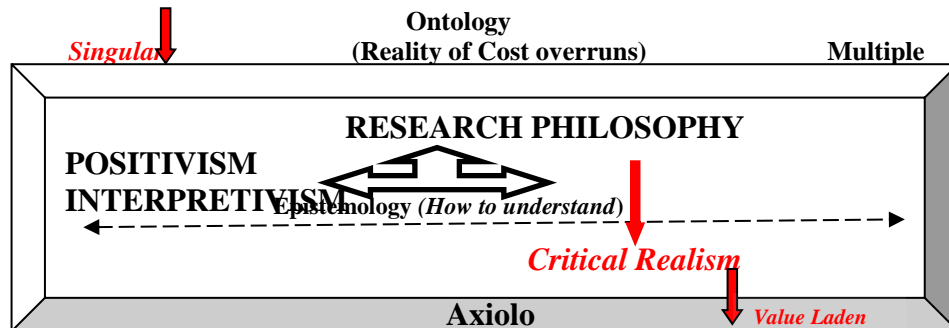 Ontology
Singular (Reality of Cost overruns) Multiple
RESEARCH PHILOSOPHY
POSITIVISM
INTERPRETIVISM
Epistemology (How to understand)
Critical Realism
Axiolo
Value Laden